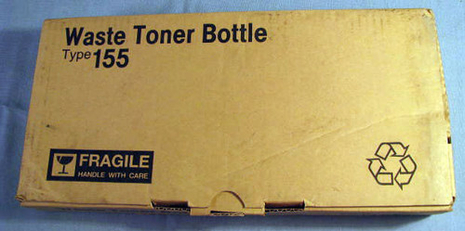 Waste Toner Bottle
Type 155
FRAGILE
HANDLE WITH CARE